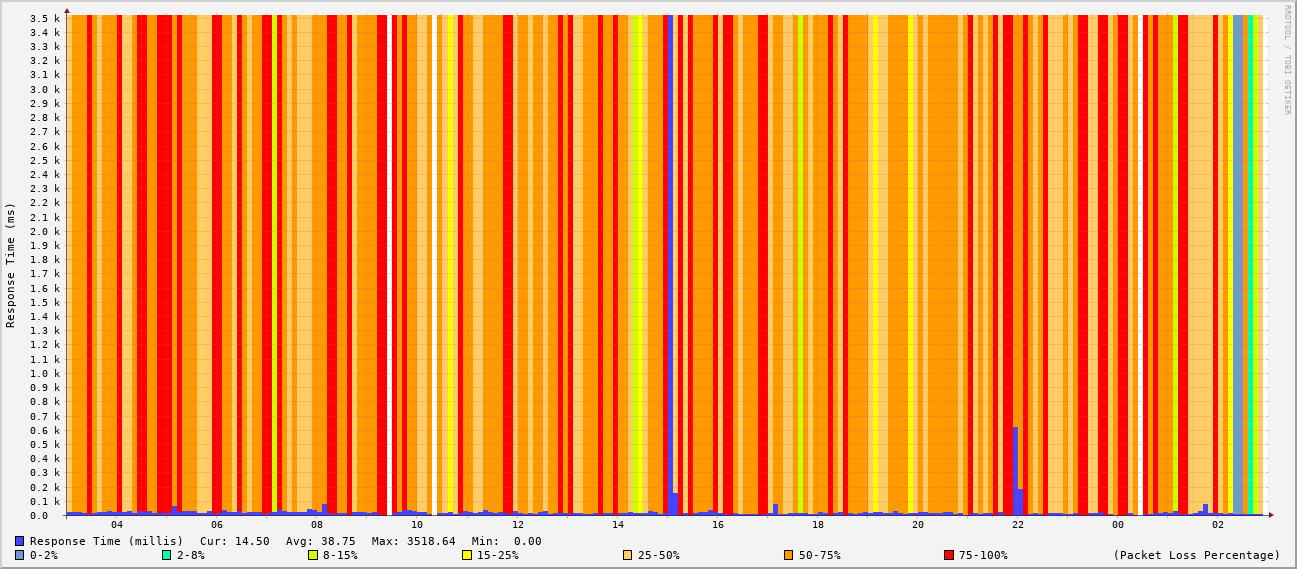 RRDTOOL / TOBI OETIKER
Response Time (ms)
3.5 k
3.4 k
3.3 k
3.2 k
3.1 k
3.0 k
2.9 k
2.8 k
2.7 k
2.6 k
2.5 k
2.4 k
2.3 k
2.2 k
2.1 k
2.0 k
1.9 k
1.8 k
1.7 k
1.6 k
1.5 k
1.4 k
1.3 k
1.2 k
1.1 k
1.0 k
0.9 k
0.8 k
0.7 k
0.6 k
0.5 k
0.4 k
0.3 k
0.2 k
0.1 k
0.0
04 06 08 10 12 14 16 18 20 22 00 02
Response Time (millis) Cur: 14.50 Avg: 38.75 Max: 3518.64 Min: 0.00
0-2% 2-8% 8-15% 15-25% 25-50% 50-75% 75-100% (Packet Loss Percentage)